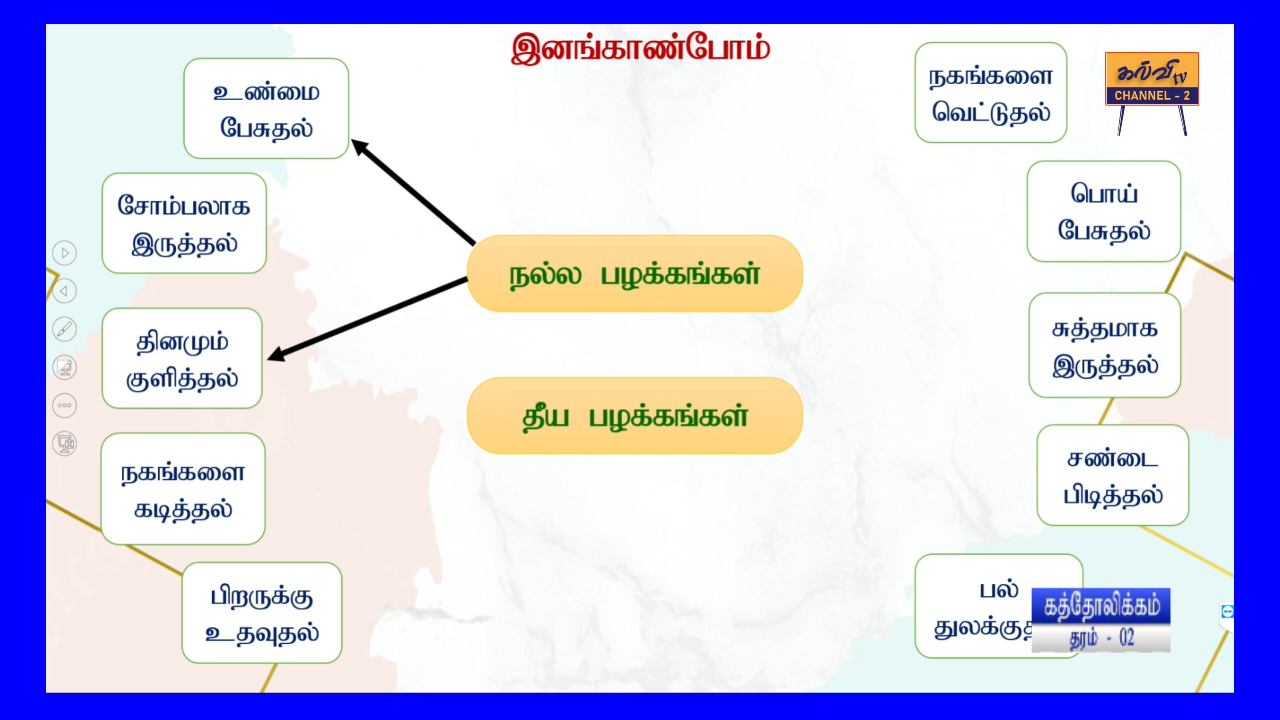 இனங்காண்போம்
உண்மை
பேசுதல்
சோம்பலாக
இருத்தல்
தினமும்
குளித்தல்
நகங்களை
கடித்தல்
பிறருக்கு
உதவுதல்
நல்ல பழக்கங்கள்
தீய பழக்கங்கள்
நகங்களை
வெட்டுதல்
பொய்
பேசுதல்
சுத்தமாக
இருத்தல்
சண்டை
பிடித்தல்
பல்
கல்வி tv
CHANNEL - 2
கத்தோலிக்கம்
தரம் - 02